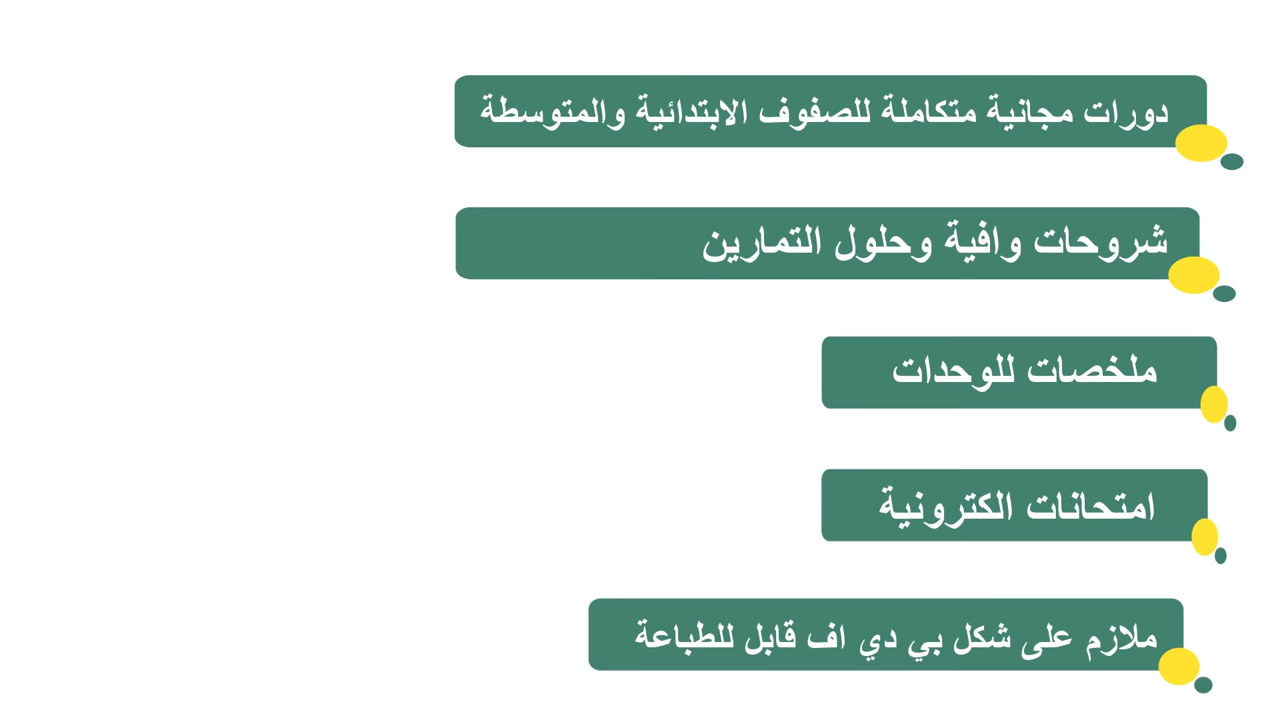 دورات مجانية متكاملة للصفوف الابتدائية والمتوسطة
شروحات وافية وحلول التمارين
ملخصات للوحدات
امتحانات الكترونية
ملازم على شكل بي دي اف قابل للطباعة